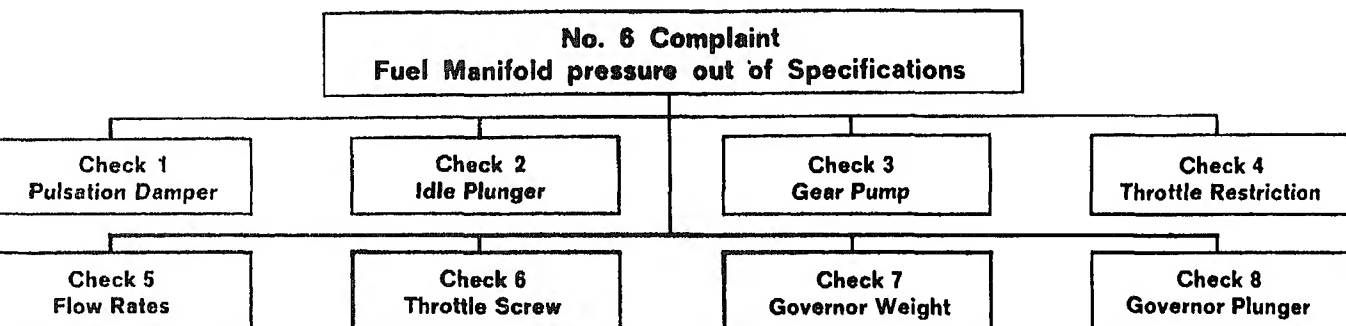 No. 6 Complaint
Fuel Manifold pressure out of Specifications
Check 1
Pulsation Damper
Check 2
Idle Plunger
Check 3
Gear Pump
Check 4
Throttle Restriction
Check 5
Flow Rates
Check 6
Throttle Screw
Check 7
Governor Weight
Check 8
Governor Plunger